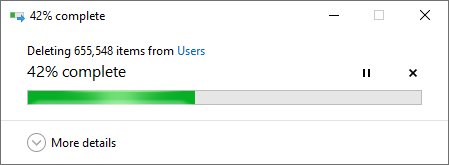 42% complete
Deleting 655,548 items from Users
42% complete
More details